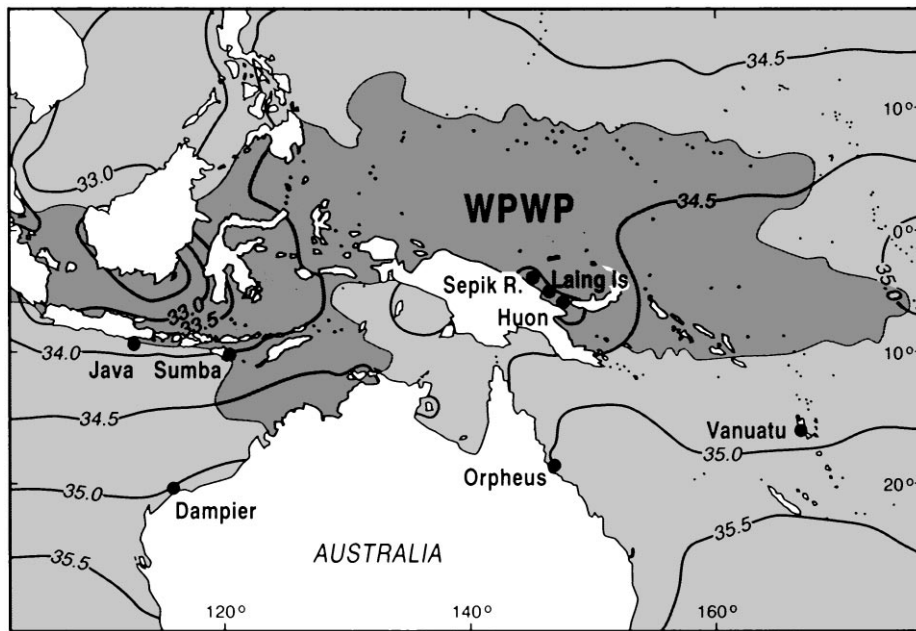 34.5
10°
33.0
WPWP
34.5
0°
35.0
Sepik R.
Laing Is
33.0
33.5
Huon
34.0
10°
Java
Sumba
34.5
Vanuatu
35.0
Orpheus
35.0
20°
Dampier
35.5
AUSTRALIA
35.5
120°
140°
160°